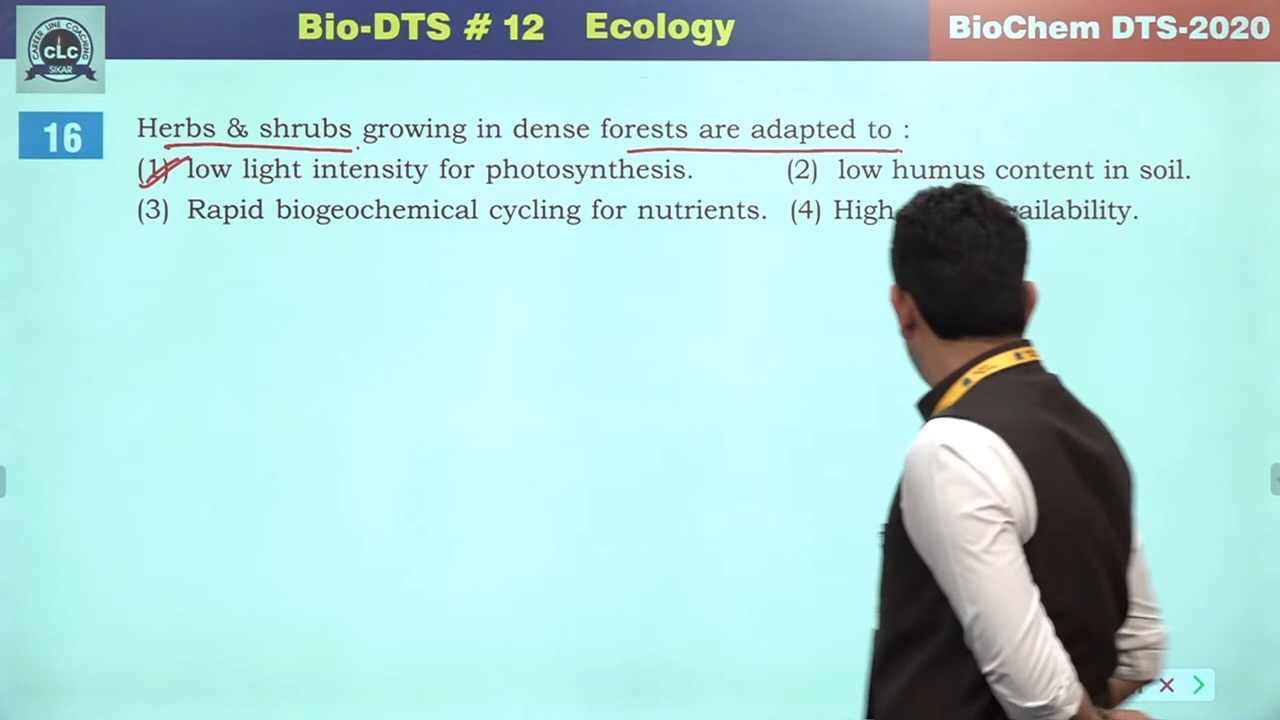 Bio-DTS # 12 Ecology
BioChem DTS-2020
CAREER LINE COACHING
CLC
SIKAR
16 Herbs & shrubs growing in dense forests are adapted to :
(1) low light intensity for photosynthesis. (2) low humus content in soil.
(3) Rapid biogeochemical cycling for nutrients. (4) High